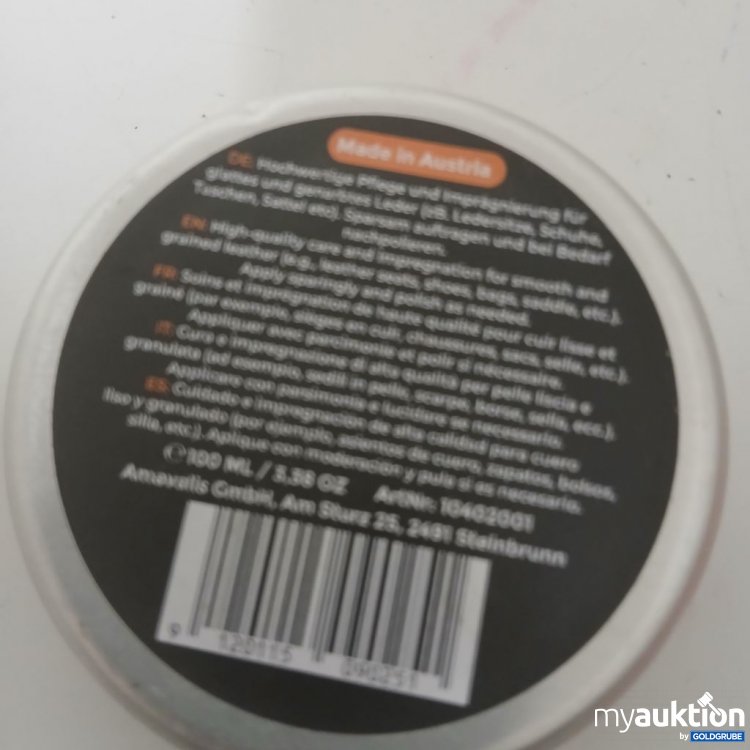 Made in Austria
DE: Hochwertige Pflege und Imprägnierung für
glattes und genarbtes Leder (zB. Ledersitze, Schuhe,
Taschen, Sattel etc). Sparsam auftragen und bei Bedarf
nachpolieren.
EN: High-quality care and impregnation for smooth and
grained leather (e.g., leather seats, shoes, bags, saddle, etc.).
Apply sparingly and polish as needed.
FR: Soins et imprégnation de haute qualité pour cuir lisse et
grainé (par exemple, sièges en cuir, chaussures, sacs, selle, etc.).
Appliquer avec parcimonie et polir si nécessaire.
IT: Cura e impregnazione di alta qualità per pelle liscia e
granulata (ad esempio, sedili in pelle, scarpe, borse, sella, ecc.).
Applicare con parsimonia e lucidare se necessario.
ES: Cuidado e impregnación de alta calidad para cuero
liso y granulado (por ejemplo, asientos de cuero, zapatos, bolsos,
silla, etc.). Aplique con moderación y pula si es necesario.
100 ML / 3,38 OZ ArtNr: 10402001
Amavelis GmbH, Am Sturz 25, 2491 Steinbrunn
9 120115 090251
myauktion
by GOLDGRUBE